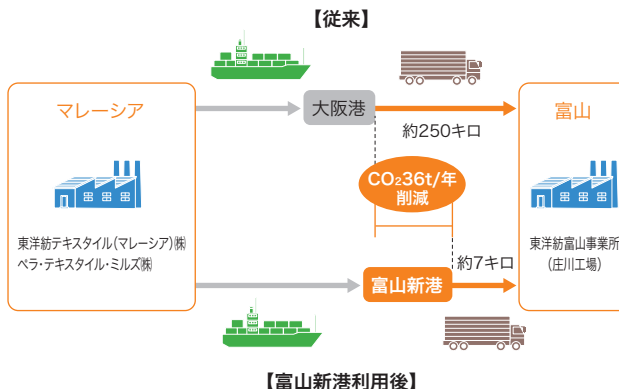 【従来】
マレーシア
大阪港
富山
約250キロ
CO₂36t/年
削減
東洋紡テキスタイル(マレーシア)㈱
ペラ・テキスタイル・ミルズ㈱
東洋紡富山事業所
(庄川工場)
約7キロ
富山新港
【富山新港利用後】